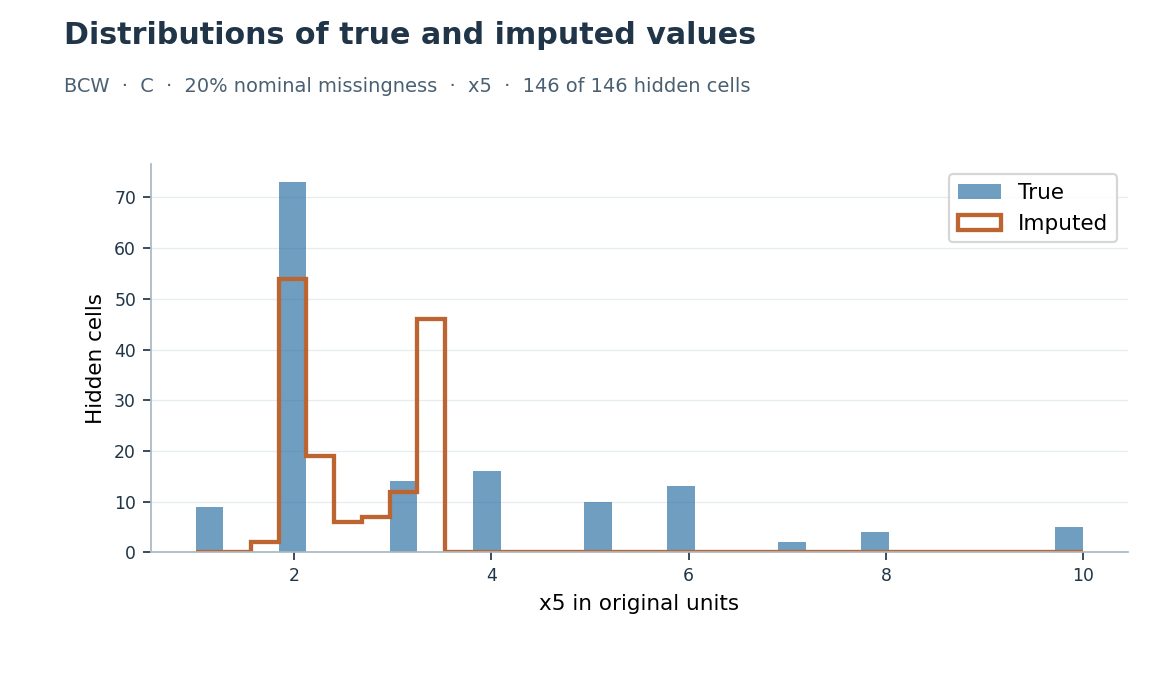 Distributions of true and imputed values
BCW · C · 20% nominal missingness · x5 · 146 of 146 hidden cells
True
Imputed
Hidden cells
70
60
50
40
30
20
10
0
2 4 6 8 10
x5 in original units